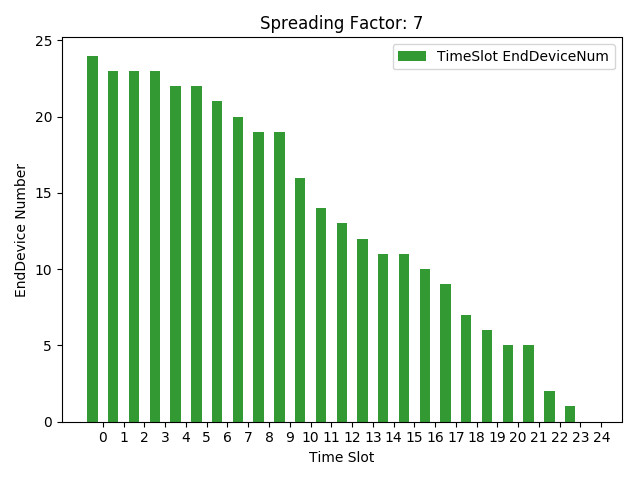 Spreading Factor: 7
TimeSlot EndDeviceNum
EndDevice Number
25
20
15
10
5
0
0 1 2 3 4 5 6 7 8 9 10 11 12 13 14 15 16 17 18 19 20 21 22 23 24
Time Slot